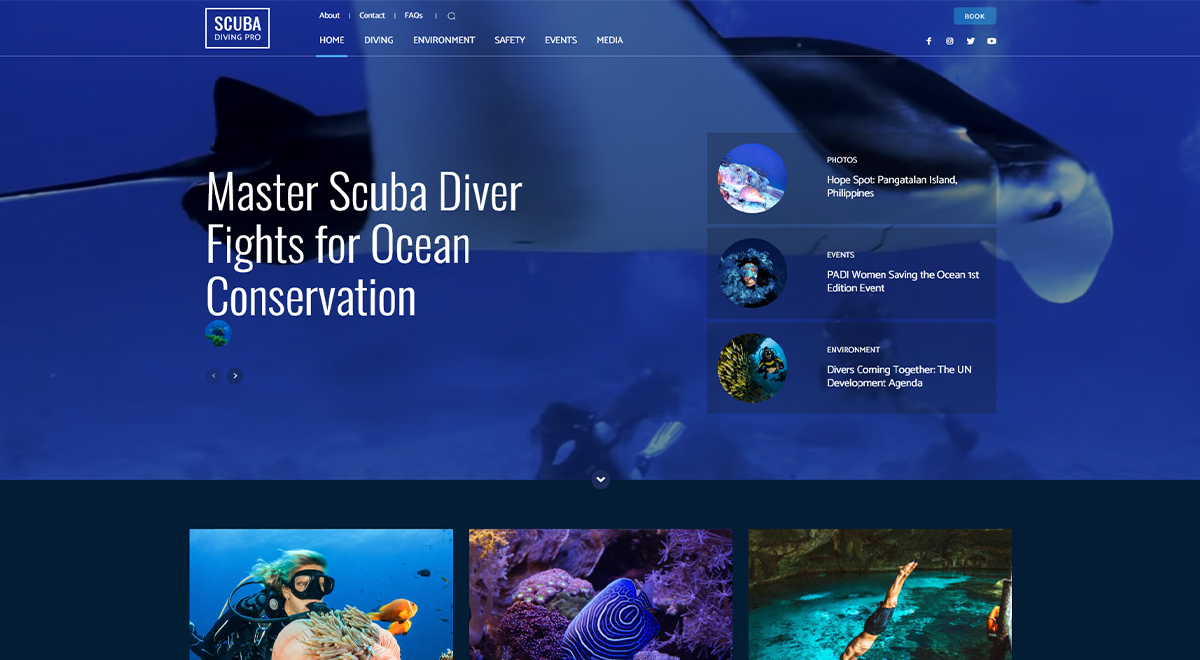 SCUBA
DIVING PRO
About
Contact
FAQs
BOOK
HOME
DIVING
ENVIRONMENT
SAFETY
EVENTS
MEDIA
Master Scuba Diver
Fights for Ocean
Conservation
PHOTOS
Hope Spot: Pangatalan Island,
Philippines
EVENTS
PADI Women Saving the Ocean 1st
Edition Event
ENVIRONMENT
Divers Coming Together: The UN
Development Agenda